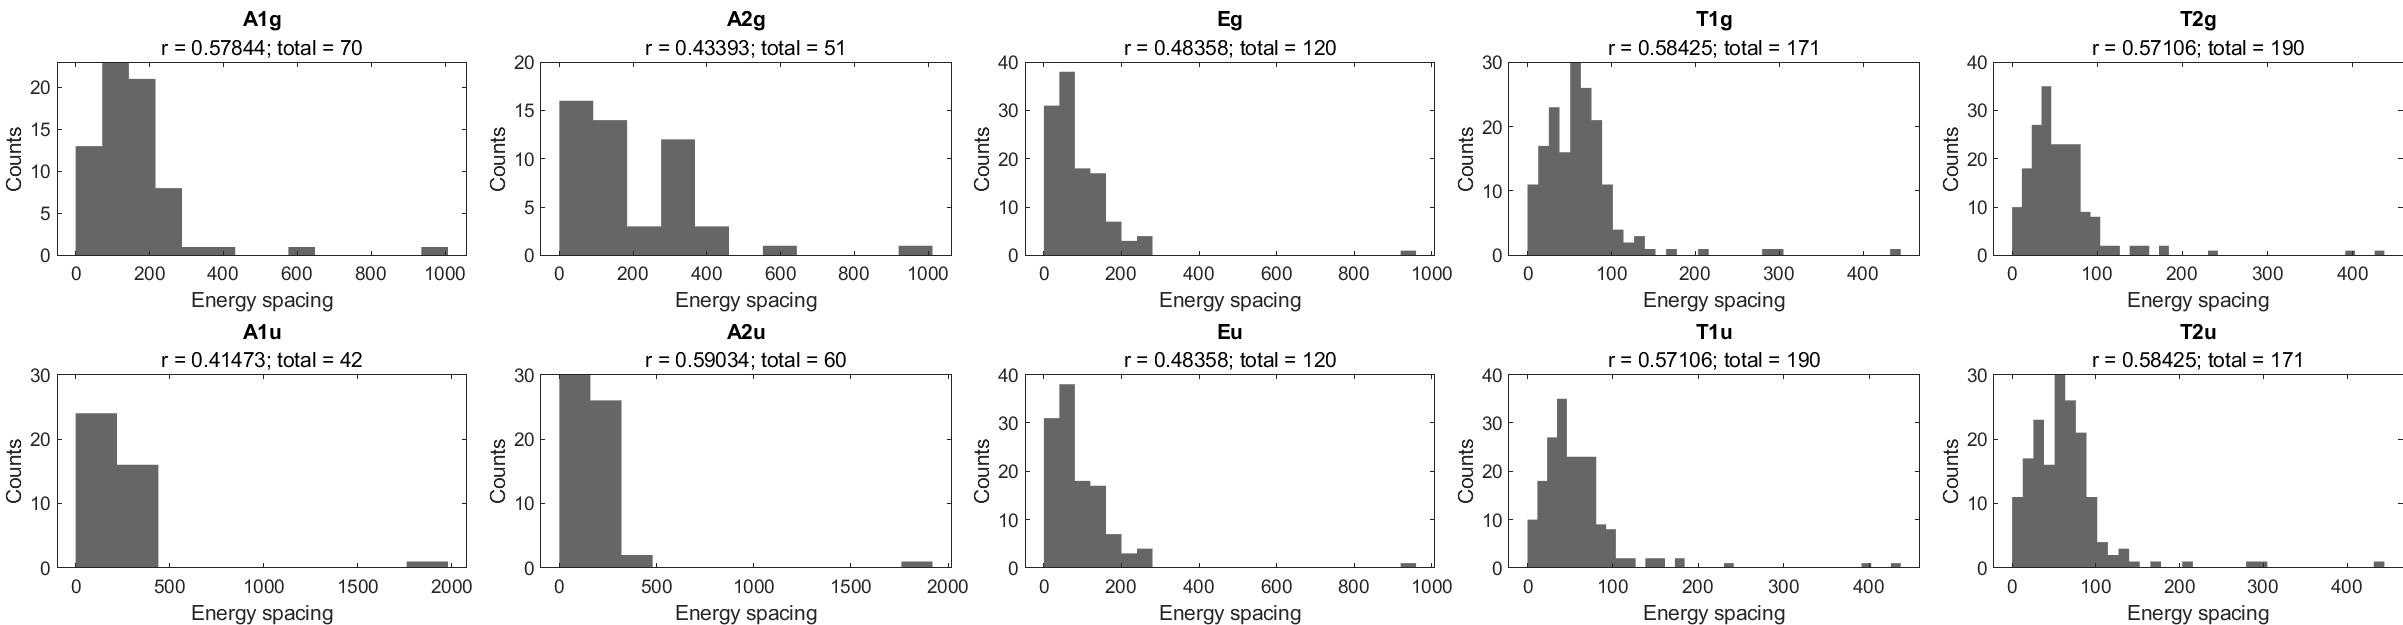 A1g
r = 0.57844; total = 70
20
15
10
5
0
Counts
0 200 400 600 800 1000
Energy spacing
A2g
r = 0.43393; total = 51
20
15
10
5
0
Counts
0 200 400 600 800 1000
Energy spacing
Eg
r = 0.48358; total = 120
40
30
20
10
0
Counts
0 200 400 600 800 1000
Energy spacing
T1g
r = 0.58425; total = 171
30
20
10
0
Counts
0 100 200 300 400
Energy spacing
T2g
r = 0.57106; total = 190
40
30
20
10
0
Counts
0 100 200 300 400
Energy spacing
A1u
r = 0.41473; total = 42
30
20
10
0
Counts
0 500 1000 1500 2000
Energy spacing
A2u
r = 0.59034; total = 60
30
20
10
0
Counts
0 500 1000 1500 2000
Energy spacing
Eu
r = 0.48358; total = 120
40
30
20
10
0
Counts
0 200 400 600 800 1000
Energy spacing
T1u
r = 0.57106; total = 190
40
30
20
10
0
Counts
0 100 200 300 400
Energy spacing
T2u
r = 0.58425; total = 171
30
20
10
0
Counts
0 100 200 300 400
Energy spacing